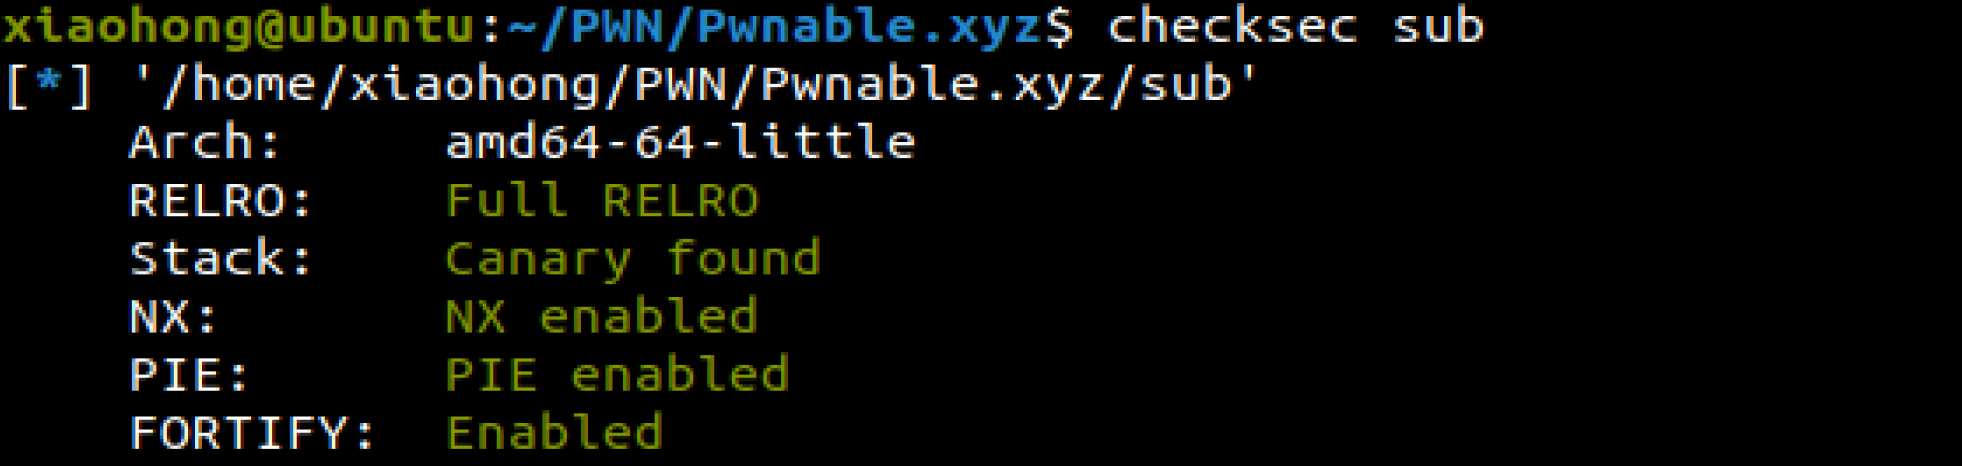 xiaohong@ubuntu:~/PWN/Pwnable.xyz$ checksec sub
[*] '/home/xiaohong/PWN/Pwnable.xyz/sub'
    Arch:     amd64-64-little
    RELRO:    Full RELRO
    Stack:    Canary found
    NX:       NX enabled
    PIE:      PIE enabled
    FORTIFY:  Enabled